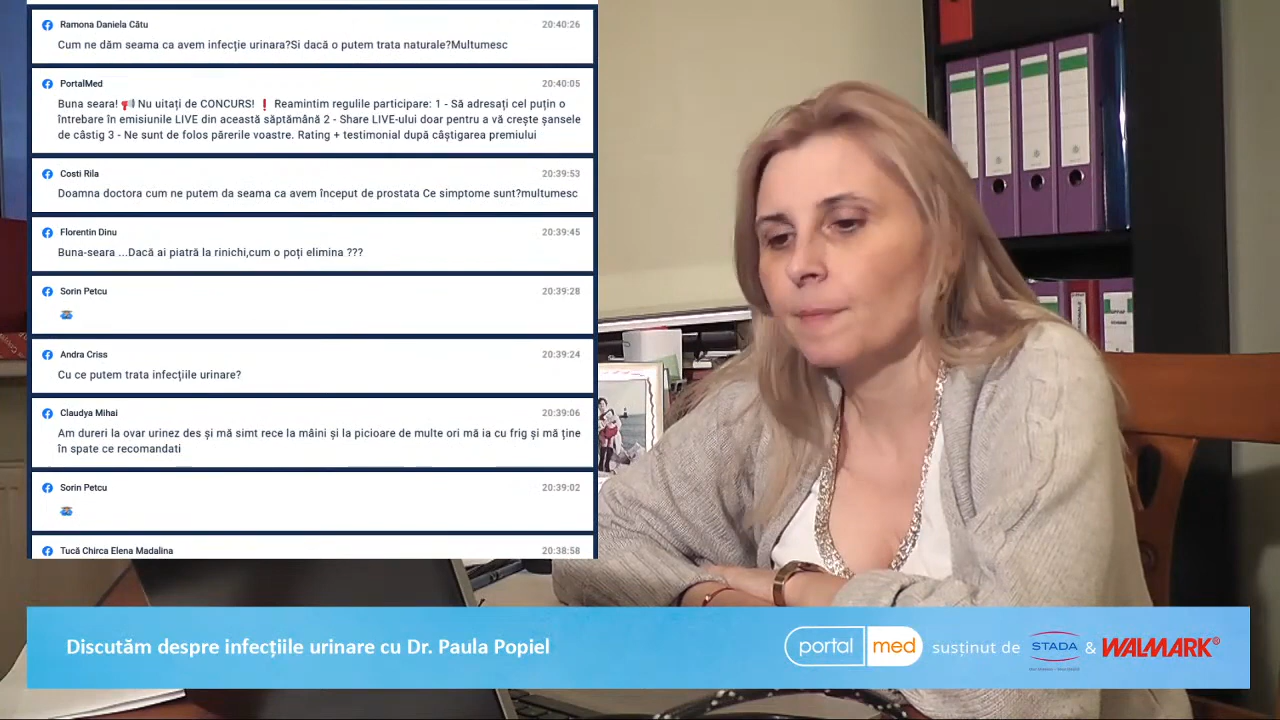 Ramona Daniela Cătu 20:40:26
Cum ne dăm seama ca avem infecție urinara?Si dacă o putem trata naturale?Multumesc
PortalMed 20:40:05
Buna seara! 📢 Nu uitați de CONCURS! ❗ Reamintim regulile participare: 1 - Să adresați cel puțin o
întrebare în emisiunile LIVE din această săptămână 2 - Share LIVE-ului doar pentru a vă crește șansele
de câstig 3 - Ne sunt de folos părerile voastre. Rating + testimonial după câștigarea premiului
Costi Rila 20:39:53
Doamna doctora cum ne putem da seama ca avem început de prostata Ce simptome sunt?multumesc
Florentin Dinu 20:39:45
Buna-seara ...Dacă ai piatră la rinichi,cum o poți elimina ???
Sorin Petcu 20:39:28
Andra Criss 20:39:24
Cu ce putem trata infecțiile urinare?
Claudya Mihai 20:39:06
Am dureri la ovar urinez des și mă simt rece la mâini și la picioare de multe ori mă ia cu frig și mă ține
în spate ce recomandati
Sorin Petcu 20:39:02
Tucă Chirca Elena Madalina 20:38:58
Discutăm despre infecțiile urinare cu Dr. Paula Popiel
portal med susținut de STADA & WALMARK®